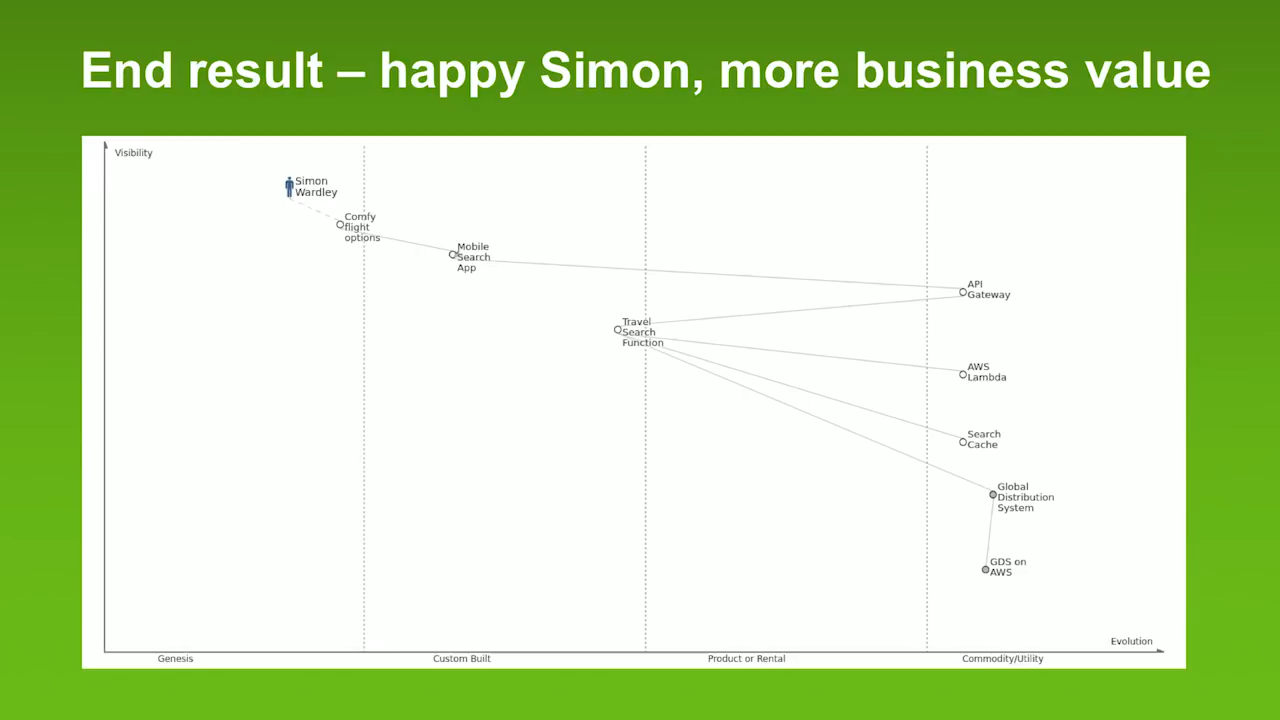 End result – happy Simon, more business value
Visibility
Simon
Wardley
Comfy
flight
options
Mobile
Search
App
API
Gateway
Travel
Search
Function
AWS
Lambda
Search
Cache
Global
Distribution
System
GDS on
AWS
Evolution
Genesis
Custom Built
Product or Rental
Commodity/Utility